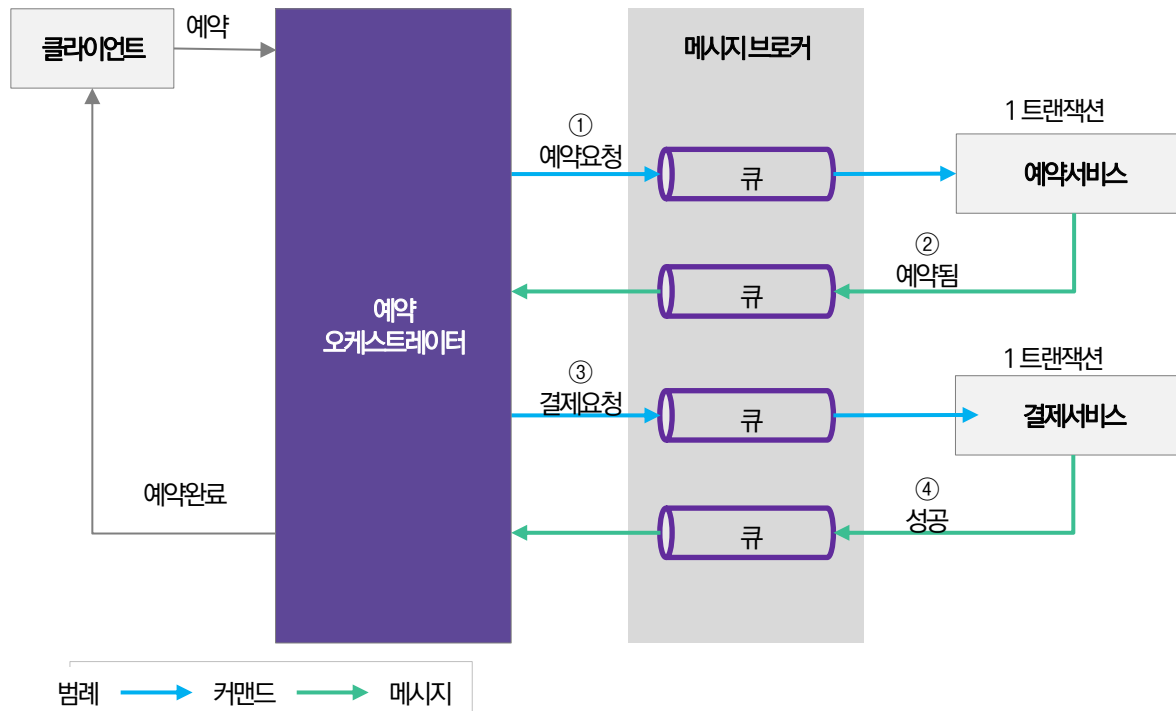 클라이언트
예약
메시지 브로커
①
예약요청
큐
1 트랜잭션
예약서비스
②
예약됨
큐
예약
오케스트레이터
③
결제요청
큐
1 트랜잭션
결제서비스
예약완료
④
성공
큐
범례
커맨드
메시지